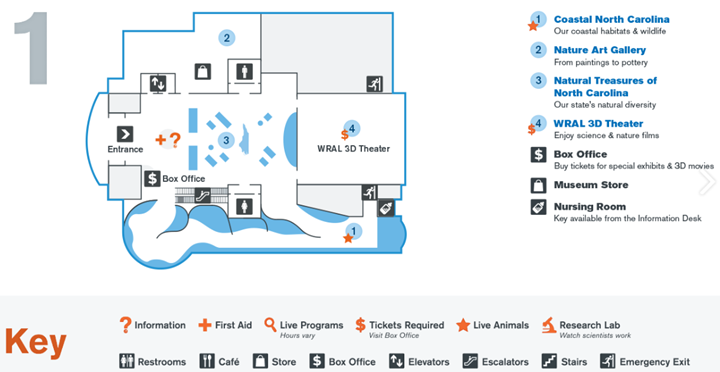 1
2
1 Coastal North Carolina
Our coastal habitats & wildlife
2 Nature Art Gallery
From paintings to pottery
3 Natural Treasures of
North Carolina
Our state's natural diversity
$4 WRAL 3D Theater
Enjoy science & nature films
$ Box Office
Buy tickets for special exhibits & 3D movies
Museum Store
Nursing Room
Key available from the Information Desk
Entrance
+?
3
$4
WRAL 3D Theater
$ Box Office
1
Key
? Information
+ First Aid
Live Programs
Hours vary
$ Tickets Required
Visit Box Office
Live Animals
Research Lab
Watch scientists work
Restrooms
Café
Store
$ Box Office
Elevators
Escalators
Stairs
Emergency Exit